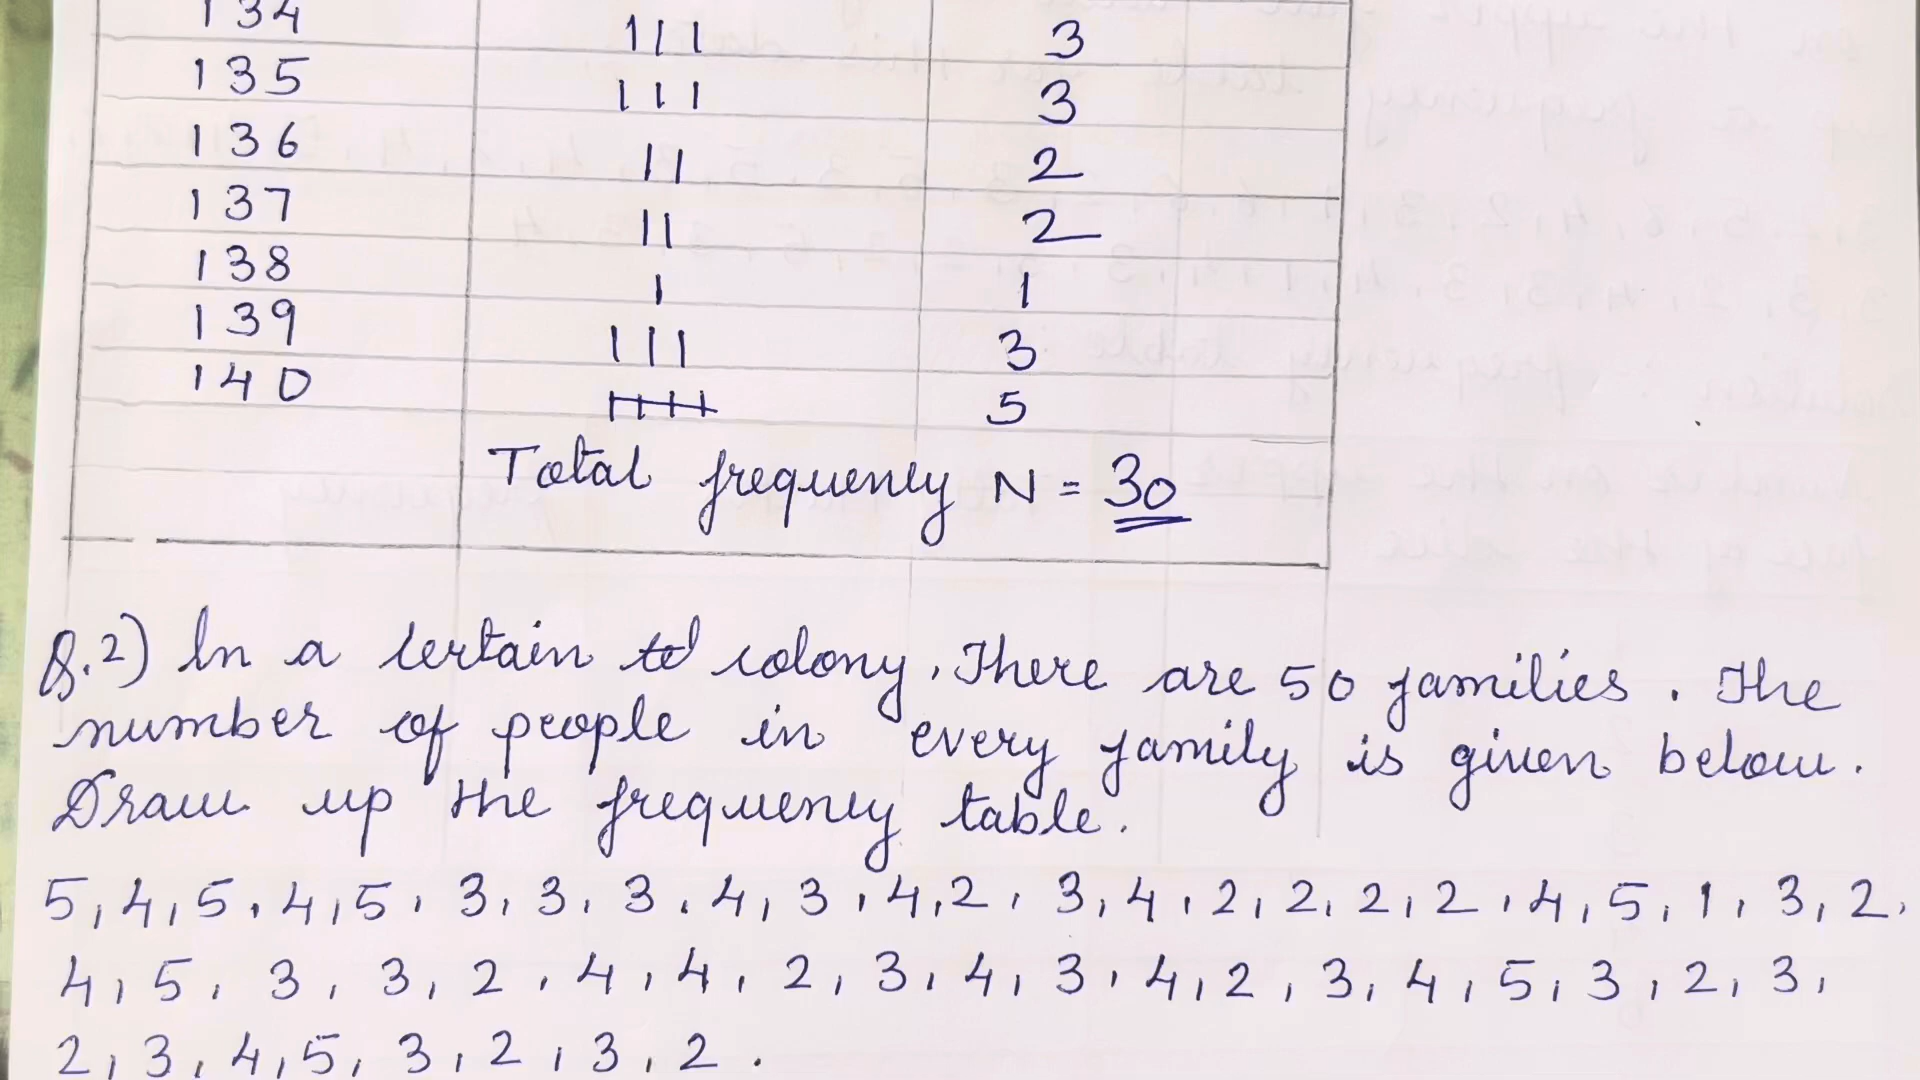 134 ||| 3
135 ||| 3
136 || 2
137 || 2
138 | 1
139 ||| 3
140 |||| 5
Total frequency N = 30
Q.2) In a certain colony, There are 50 families. The
number of people in every family is given below.
Draw up the frequency table.
5, 4, 5, 4, 5, 3, 3, 3, 4, 3, 4, 2, 3, 4, 2, 2, 2, 2, 4, 5, 1, 3, 2,
4, 5, 3, 3, 2, 4, 4, 2, 3, 4, 3, 4, 2, 3, 4, 5, 3, 2, 3,
2, 3, 4, 5, 3, 2, 3, 2.